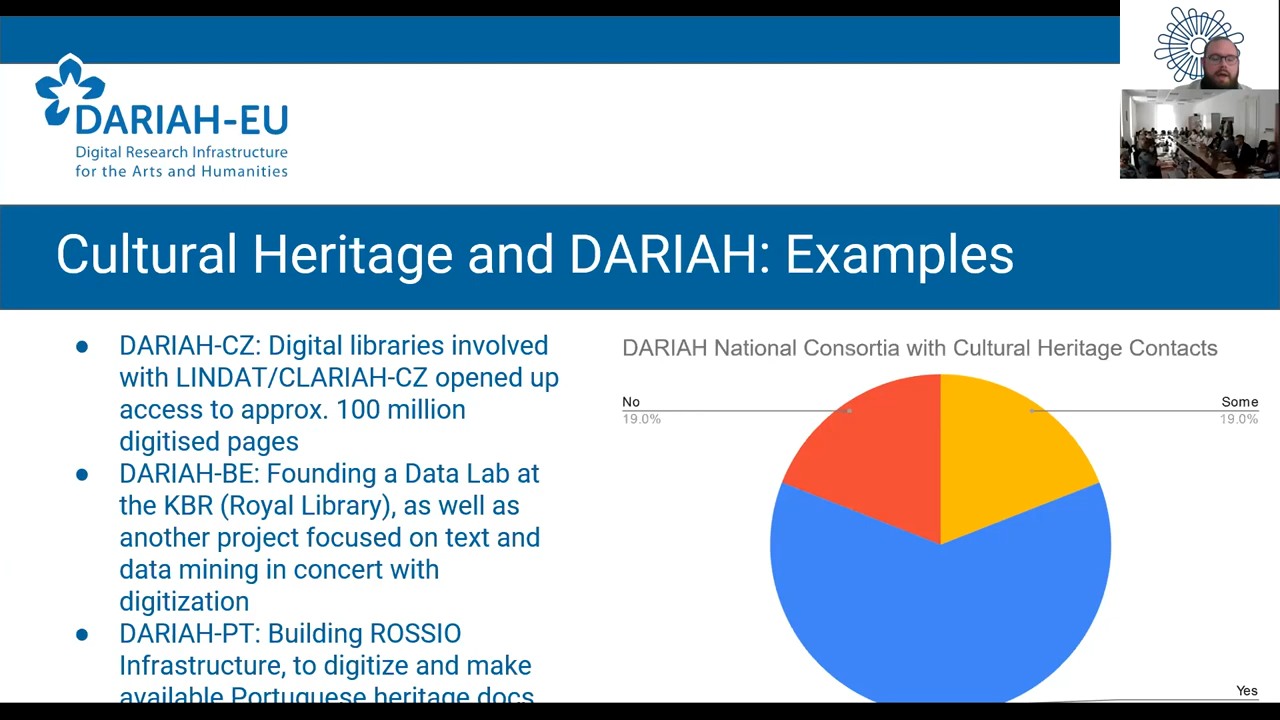 DARIAH-EU
Digital Research Infrastructure
for the Arts and Humanities
Cultural Heritage and DARIAH: Examples
● DARIAH-CZ: Digital libraries involved
with LINDAT/CLARIAH-CZ opened up
access to approx. 100 million
digitised pages
● DARIAH-BE: Founding a Data Lab at
the KBR (Royal Library), as well as
another project focused on text and
data mining in concert with
digitization
● DARIAH-PT: Building ROSSIO
Infrastructure, to digitize and make
available Portuguese heritage docs
DARIAH National Consortia with Cultural Heritage Contacts
No
19.0%
Some
19.0%
Yes